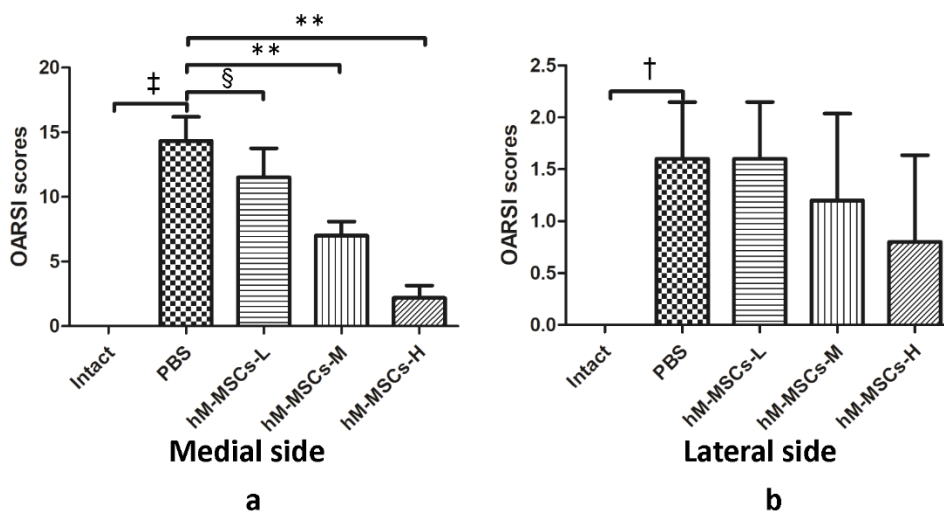 **
**
§
‡
OARSI scores
20
15
10
5
0
Intact
PBS
hM-MSCs-L
hM-MSCs-M
hM-MSCs-H
Medial side
a
†
OARSI scores
2.5
2.0
1.5
1.0
0.5
0.0
Intact
PBS
hM-MSCs-L
hM-MSCs-M
hM-MSCs-H
Lateral side
b